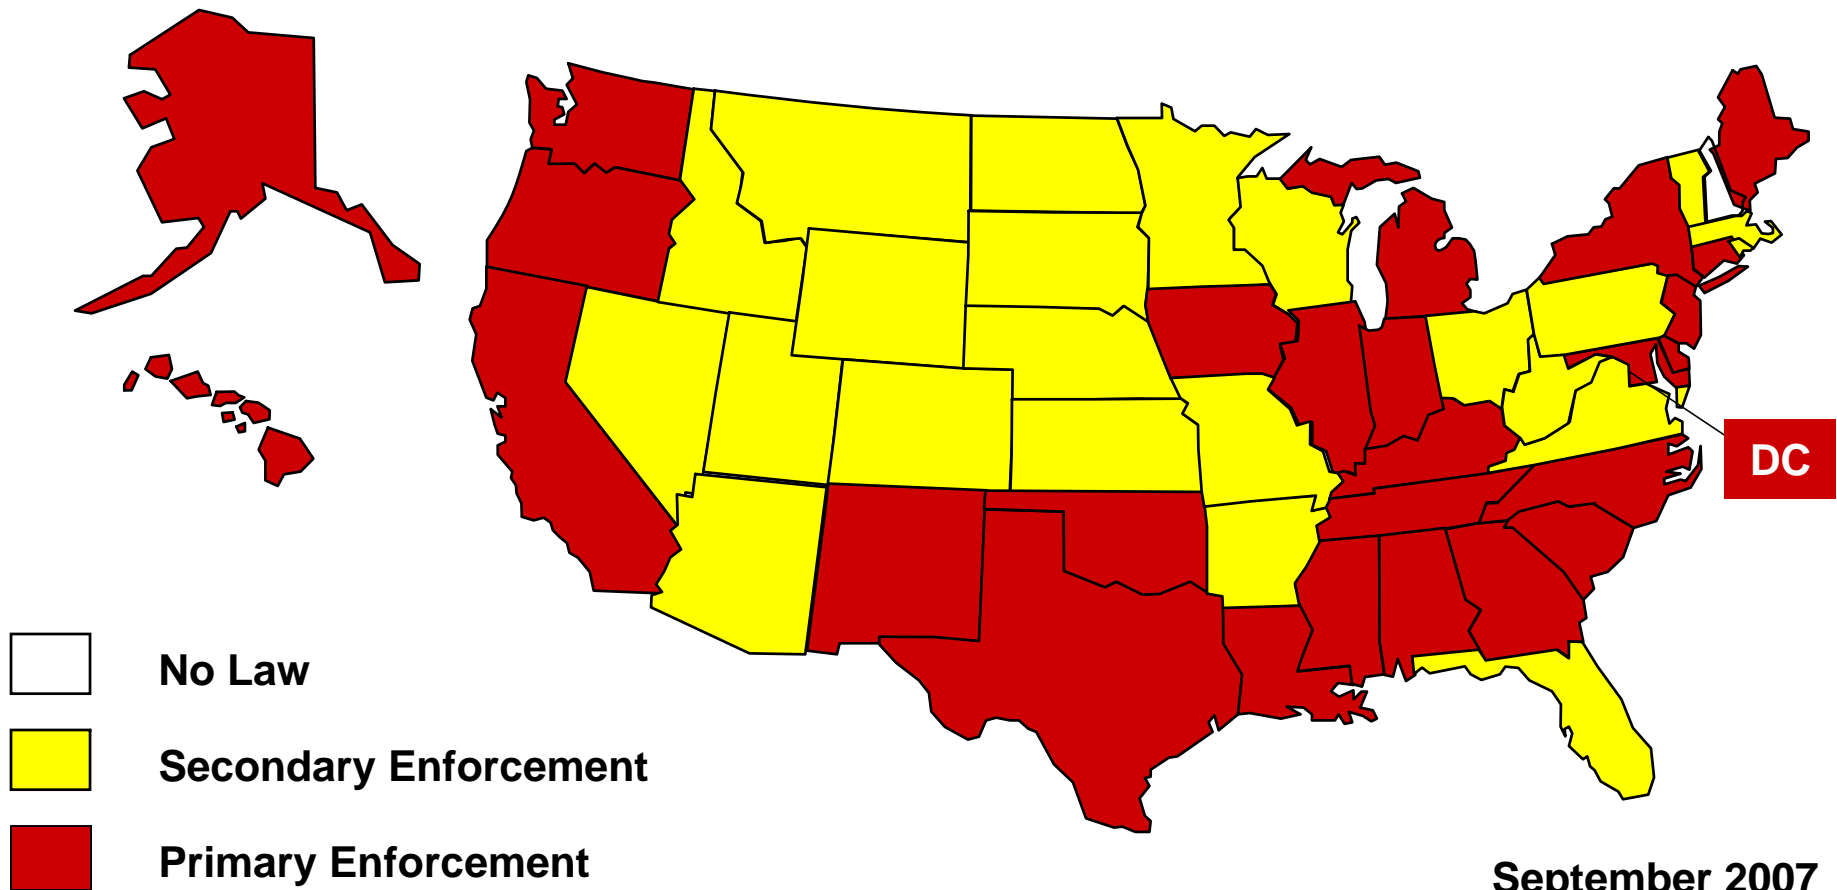 DC
No Law
Secondary Enforcement
Primary Enforcement
September 2007